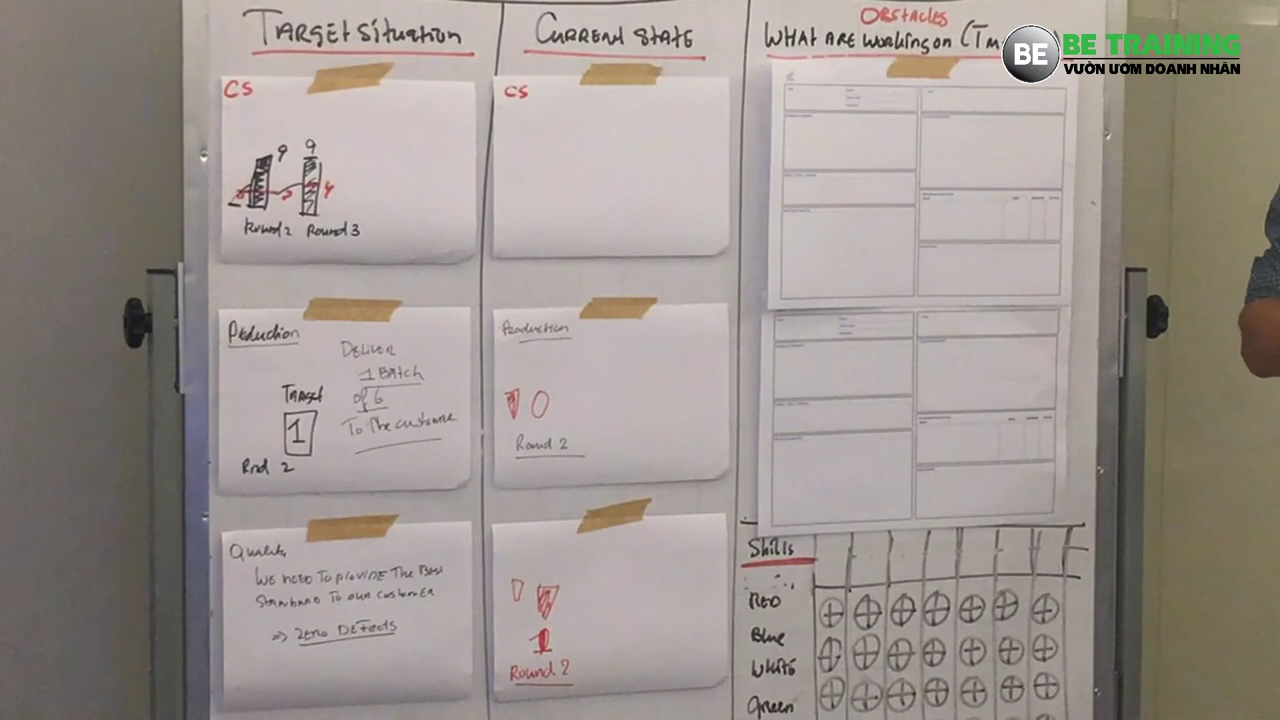 TARGET SITUATION
CS
9
9
4
Round 2 Round 3
Production
DELIVER
1 BATCH
of 6
To The customer
TARGET
1
Rnd 2
Quality
WE NEED TO PROVIDE THE BEST
STANDARD TO OUR CUSTOMER
=> ZERO DEFECTS
CURRENT STATE
CS
Production
Round 2
1
Round 2
OBSTACLES
WHAT ARE WORKING ON
BE
BE TRAINING
VƯỜN ƯƠM DOANH NHÂN
Skills
RED
Blue
WHITE
Green